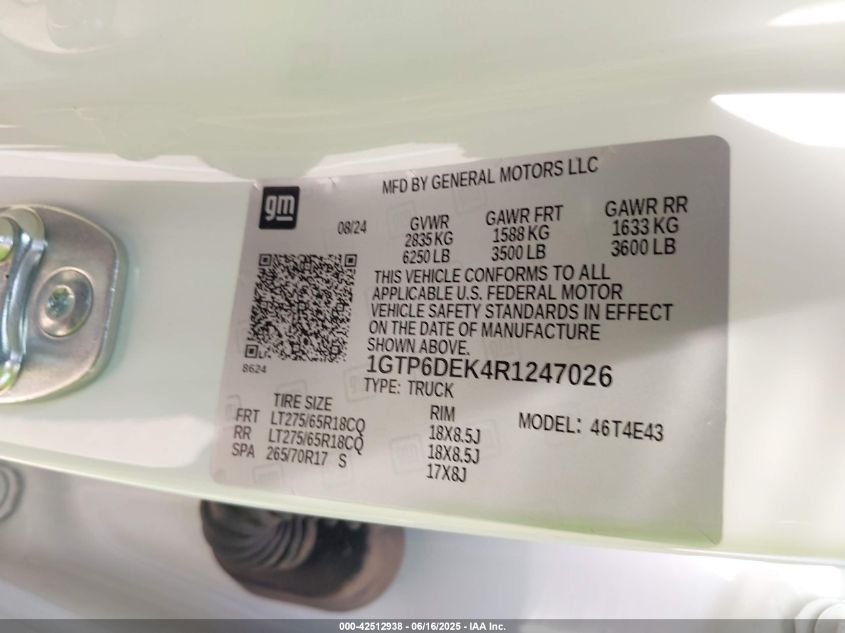 MFD BY GENERAL MOTORS LLC
gm
08/24
GVWR GAWR FRT GAWR RR
2835 KG 1588 KG 1633 KG
6250 LB 3500 LB 3600 LB
THIS VEHICLE CONFORMS TO ALL
APPLICABLE U.S. FEDERAL MOTOR
VEHICLE SAFETY STANDARDS IN EFFECT
ON THE DATE OF MANUFACTURE
SHOWN ABOVE.
8624
1GTP6DEK4R1247026
TYPE: TRUCK
TIRE SIZE RIM MODEL: 46T4E43
FRT LT275/65R18CQ 18X8.5J
RR LT275/65R18CQ 18X8.5J
SPA 265/70R17 S 17X8J
000-42512938 - 06/16/2025 - IAA Inc.